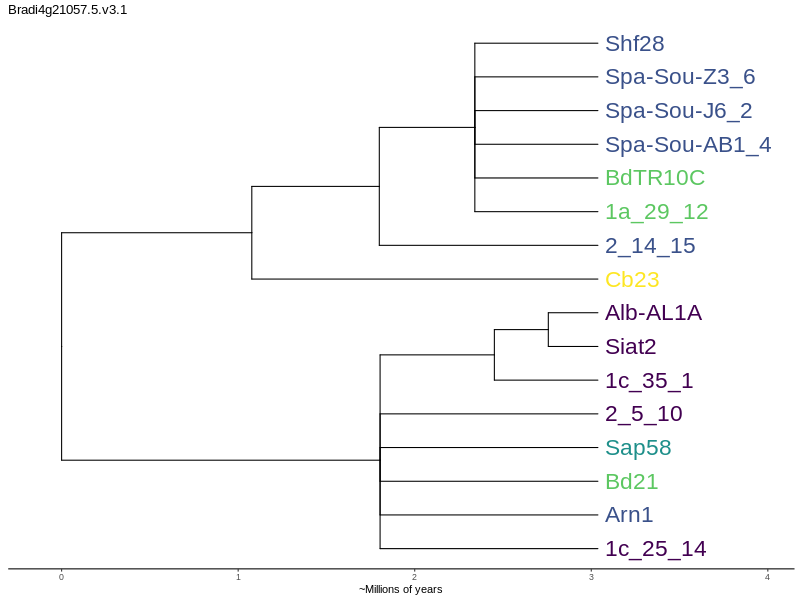 Bradi4g21057.5.v3.1
Shf28
Spa-Sou-Z3_6
Spa-Sou-J6_2
Spa-Sou-AB1_4
BdTR10C
1a_29_12
2_14_15
Cb23
Alb-AL1A
Siat2
1c_35_1
2_5_10
Sap58
Bd21
Arn1
1c_25_14
0 1 2 3 4
~Millions of years